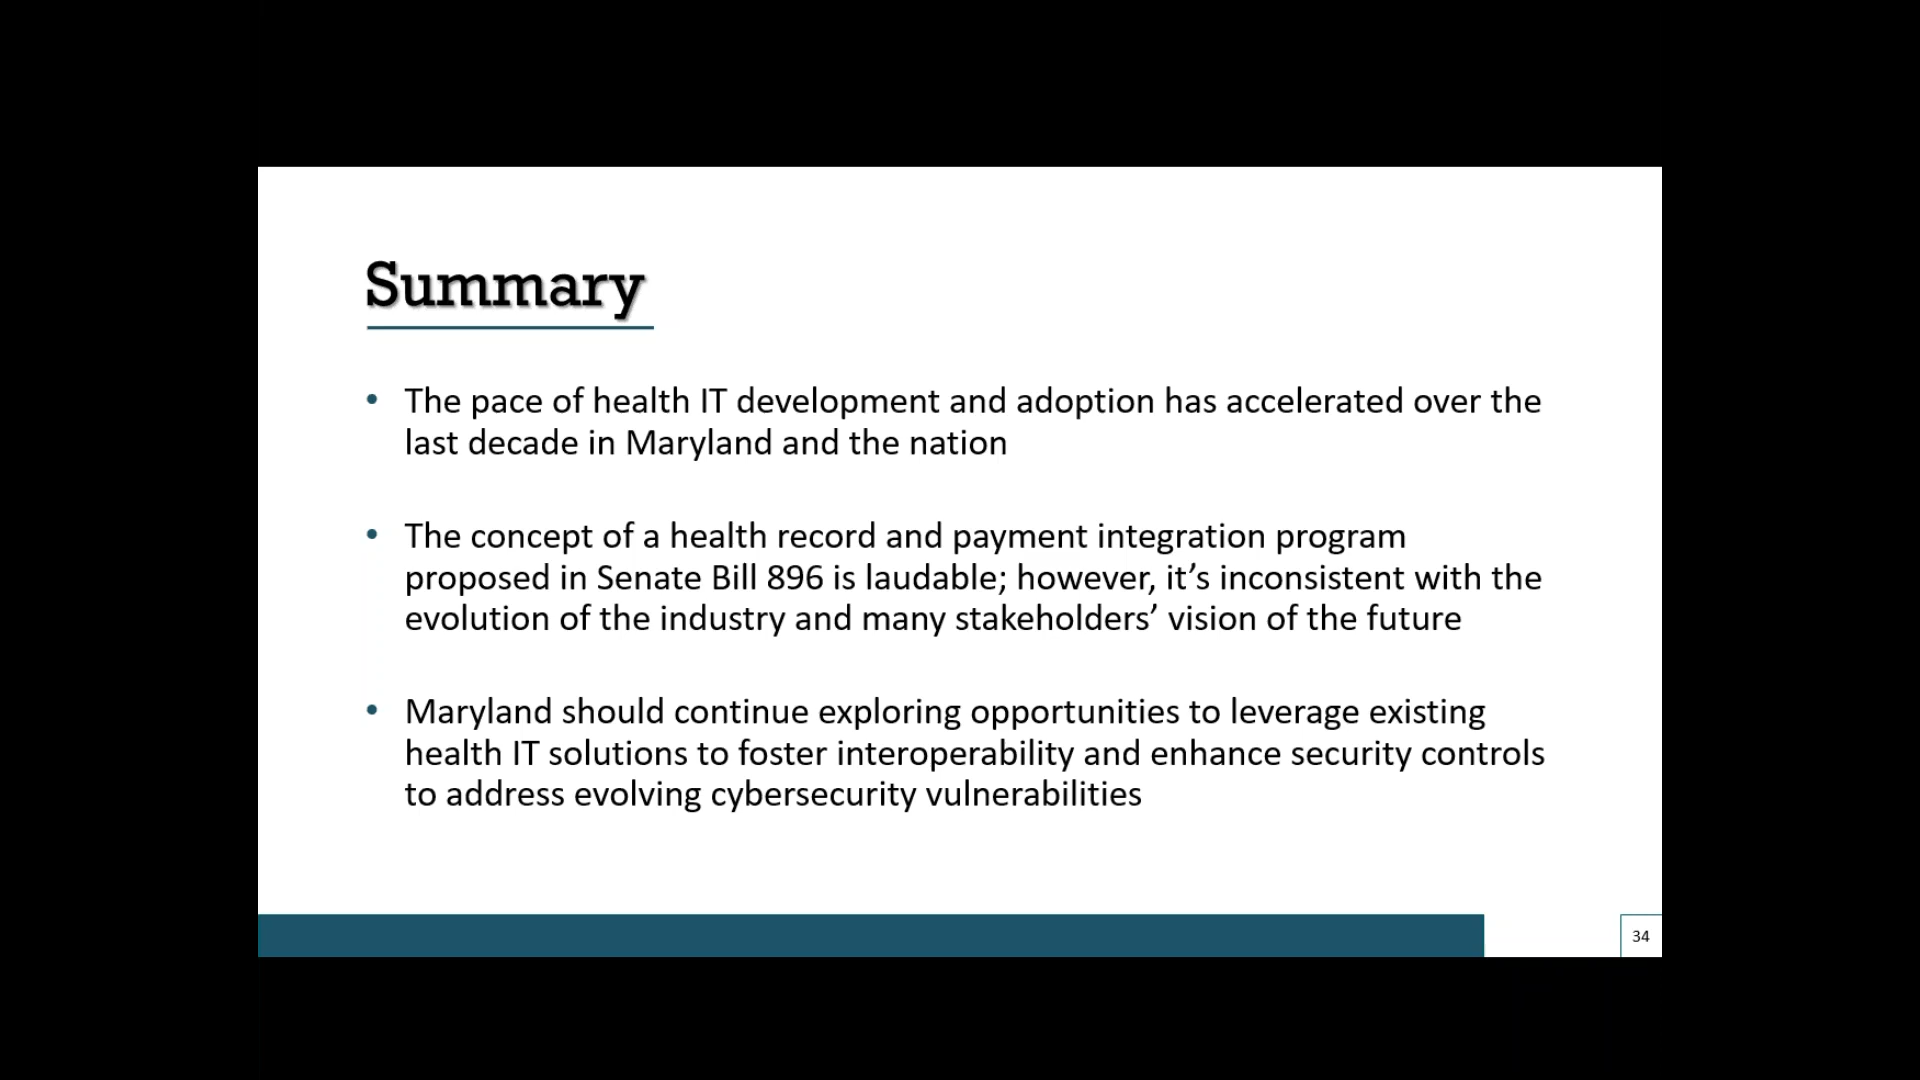 Summary
• The pace of health IT development and adoption has accelerated over the
last decade in Maryland and the nation
• The concept of a health record and payment integration program
proposed in Senate Bill 896 is laudable; however, it’s inconsistent with the
evolution of the industry and many stakeholders’ vision of the future
• Maryland should continue exploring opportunities to leverage existing
health IT solutions to foster interoperability and enhance security controls
to address evolving cybersecurity vulnerabilities
34